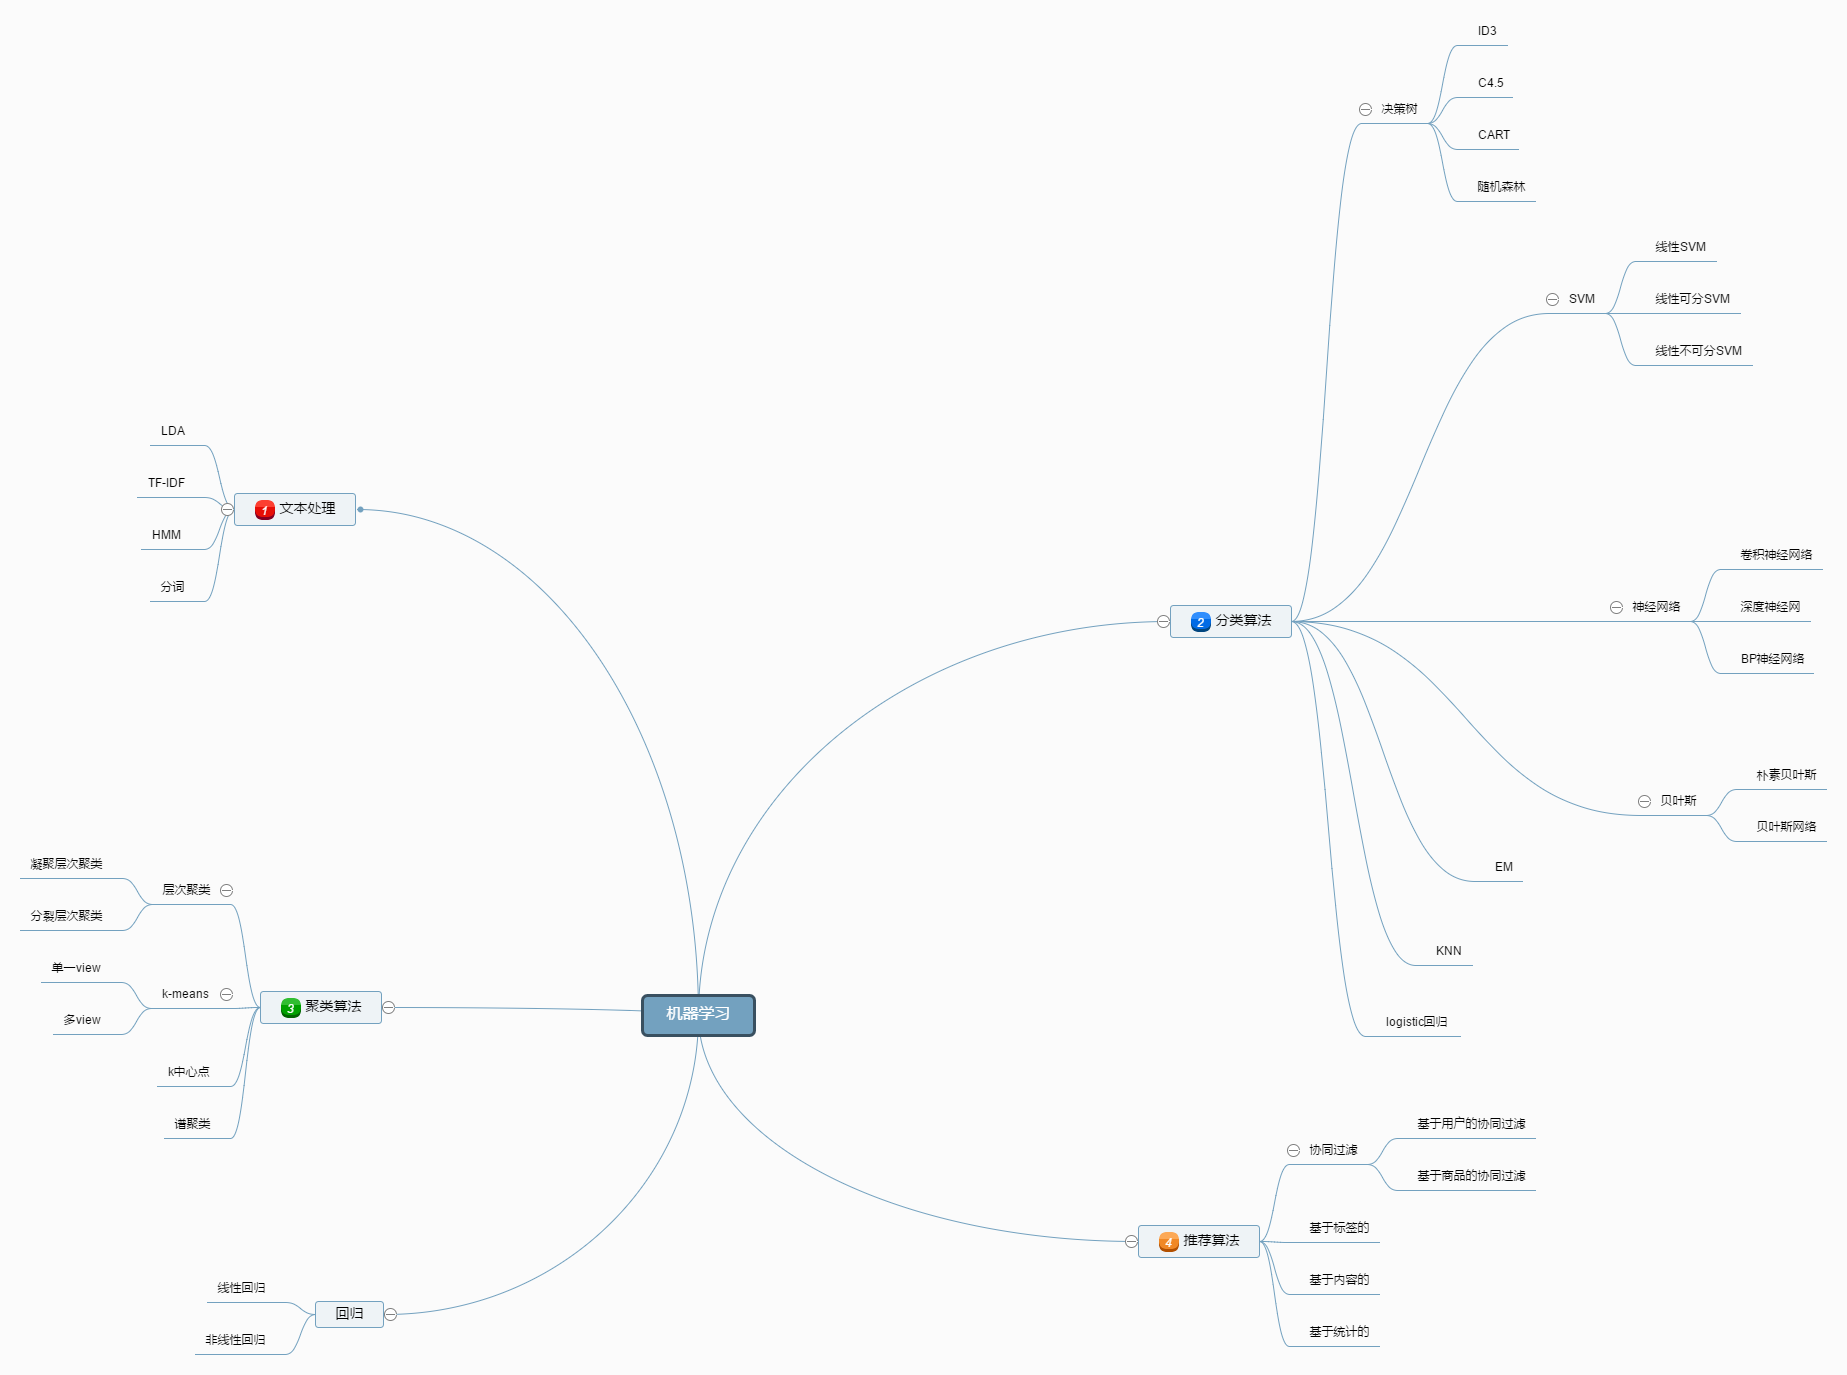 机器学习
1 文本处理
LDA
TF-IDF
HMM
分词
2 分类算法
决策树
ID3
C4.5
CART
随机森林
SVM
线性SVM
线性可分SVM
线性不可分SVM
神经网络
卷积神经网络
深度神经网
BP神经网络
贝叶斯
朴素贝叶斯
贝叶斯网络
EM
KNN
logistic回归
3 聚类算法
层次聚类
凝聚层次聚类
分裂层次聚类
k-means
单一view
多view
k中心点
谱聚类
4 推荐算法
协同过滤
基于用户的协同过滤
基于商品的协同过滤
基于标签的
基于内容的
基于统计的
回归
线性回归
非线性回归